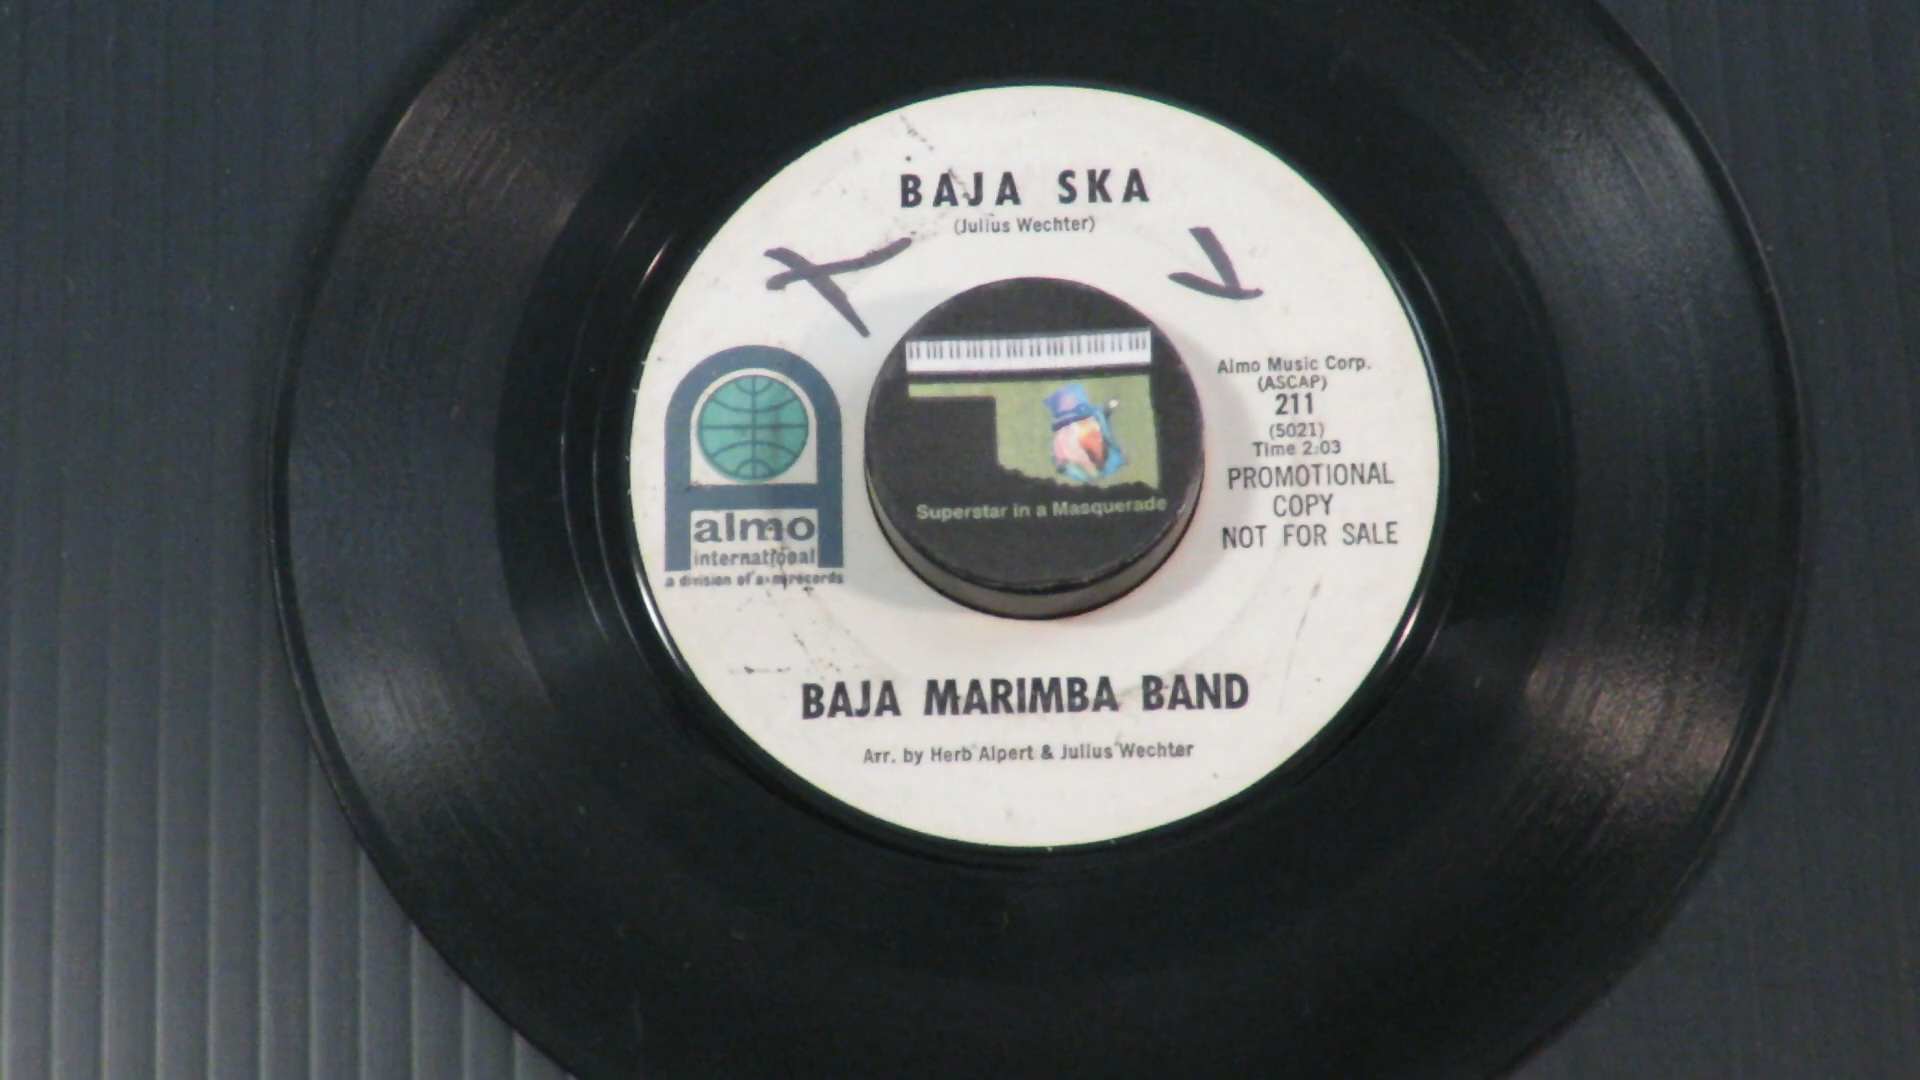 BAJA SKA
(Julius Wechter)
almo
international
a division of a&m records
Superstar in a Masquerade
Almo Music Corp.
(ASCAP)
211
(5021)
Time 2:03
PROMOTIONAL
COPY
NOT FOR SALE
BAJA MARIMBA BAND
Arr. by Herb Alpert & Julius Wechter